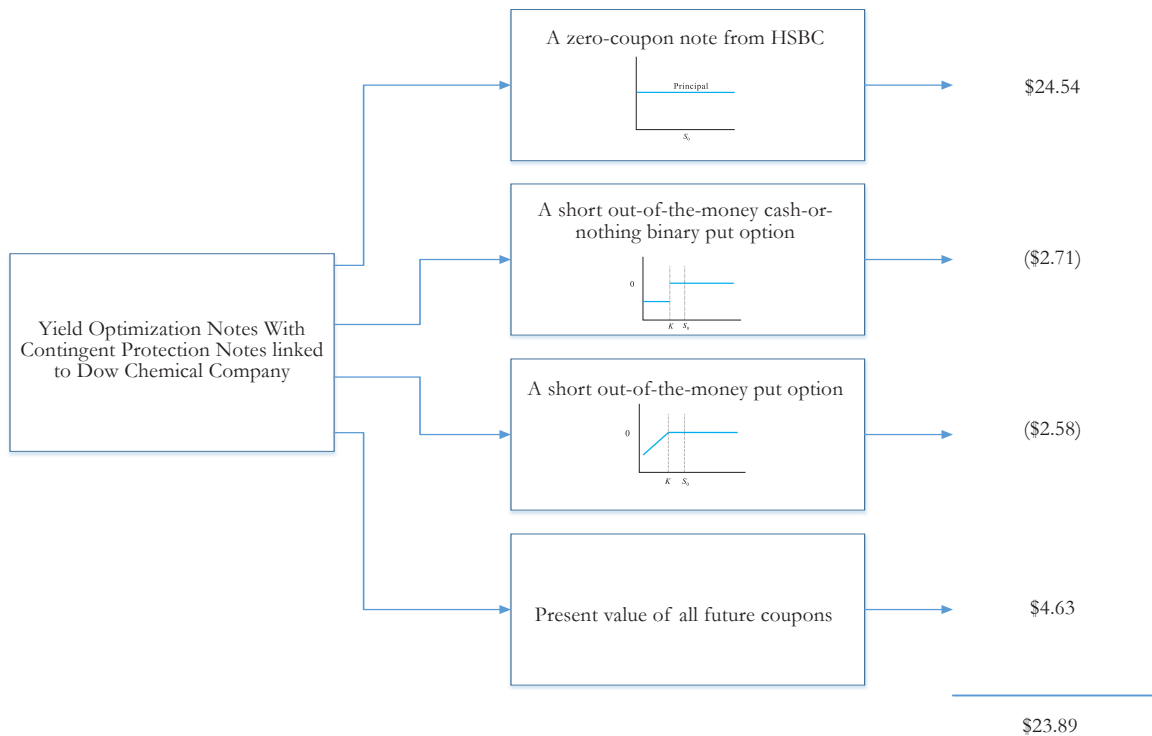 A zero-coupon note from HSBC
Principal
S0
$24.54
A short out-of-the-money cash-or-
nothing binary put option
0
K S0
($2.71)
Yield Optimization Notes With
Contingent Protection Notes linked
to Dow Chemical Company
A short out-of-the-money put option
0
K S0
($2.58)
Present value of all future coupons
$4.63
$23.89